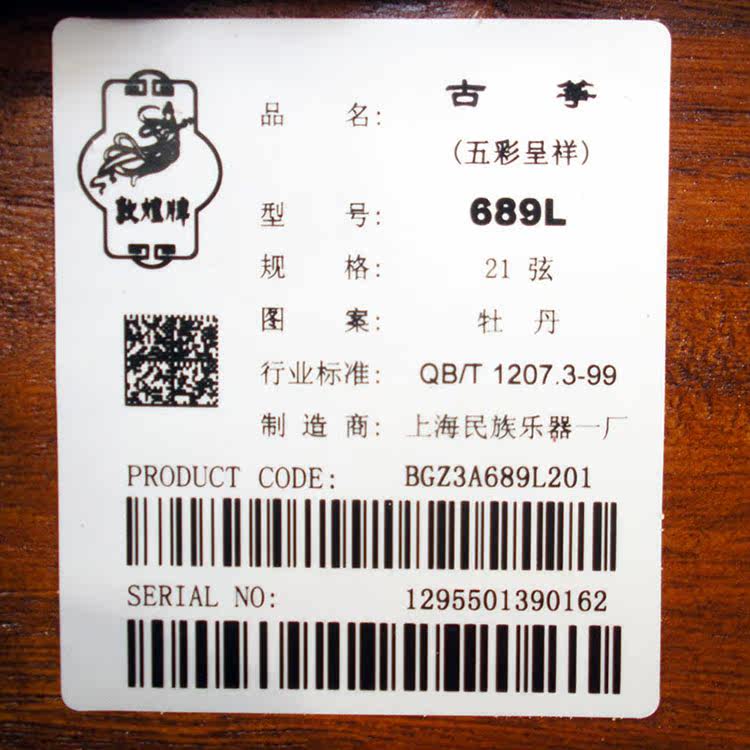 敦煌牌
品 名: 古 筝
(五彩呈祥)
型 号: 689L
规 格: 21 弦
图 案: 牡 丹
行业标准: QB/T 1207.3-99
制 造 商: 上海民族乐器一厂
PRODUCT CODE: BGZ3A689L201
SERIAL NO: 1295501390162